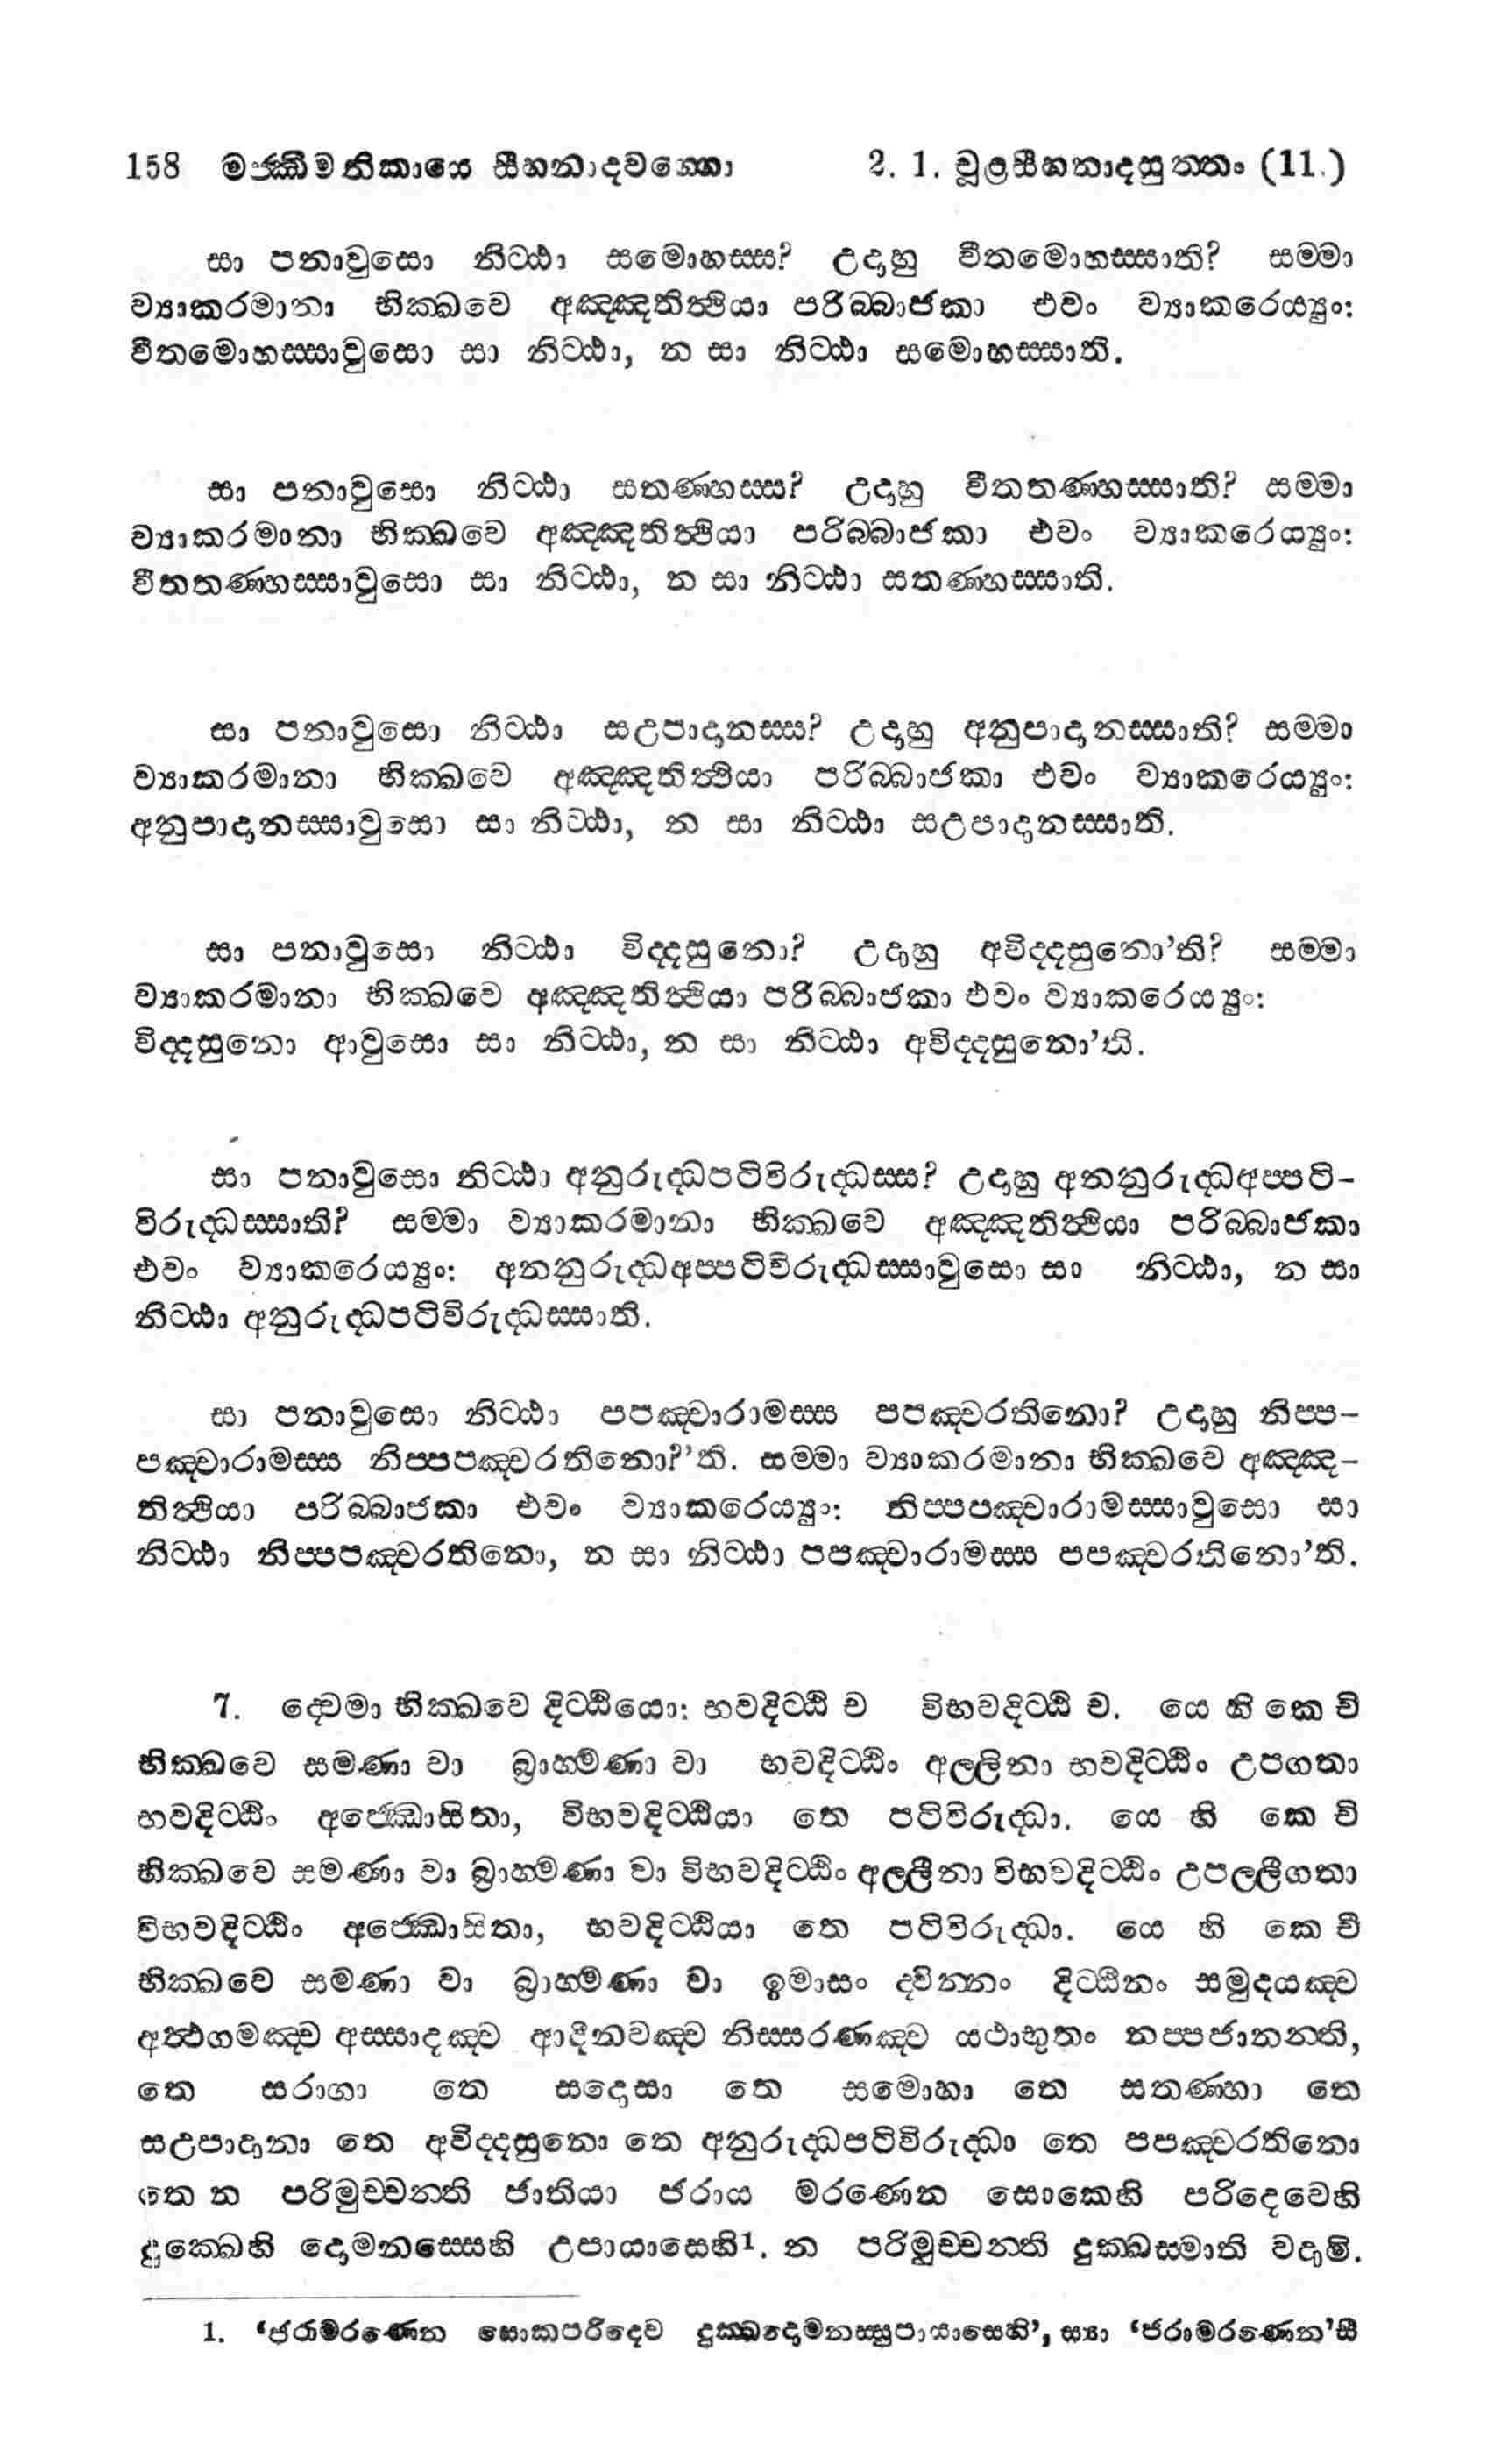 158 මජ්ඣිමනිකායෙ සීහනාදවග්ගො 2. 1. චූළසීහනාදසුත්තං (11.)
සා පනාවුසො නිට්ඨා සමොහස්ස? උදාහු වීතමොහස්සාති? සම්මා
ව්‍යාකරමානා භික්ඛවෙ අඤ්ඤතිත්ථියා පරිබ්බාජකා එවං ව්‍යාකරෙය්‍යුං:
වීතමොහස්සාවුසො සා නිට්ඨා, න සා නිට්ඨා සමොහස්සාති.
සා පනාවුසො නිට්ඨා සතණ්හස්ස? උදාහු වීතතණ්හස්සාති? සම්මා
ව්‍යාකරමානා භික්ඛවෙ අඤ්ඤතිත්ථියා පරිබ්බාජකා එවං ව්‍යාකරෙය්‍යුං:
වීතතණ්හස්සාවුසො සා නිට්ඨා, න සා නිට්ඨා සතණ්හස්සාති.
සා පනාවුසො නිට්ඨා සඋපාදානස්ස? උදාහු අනුපාදානස්සාති? සම්මා
ව්‍යාකරමානා භික්ඛවෙ අඤ්ඤතිත්ථියා පරිබ්බාජකා එවං ව්‍යාකරෙය්‍යුං:
අනුපාදානස්සාවුසො සා නිට්ඨා, න සා නිට්ඨා සඋපාදානස්සාති.
සා පනාවුසො නිට්ඨා විද්දසුනො? උදාහු අවිද්දසුනො’ති? සම්මා
ව්‍යාකරමානා භික්ඛවෙ අඤ්ඤතිත්ථියා පරිබ්බාජකා එවං ව්‍යාකරෙය්‍යුං:
විද්දසුනො ආවුසො සා නිට්ඨා, න සා නිට්ඨා අවිද්දසුනො’ති.
සා පනාවුසො නිට්ඨා අනුරුද්ධපටිවිරුද්ධස්ස? උදාහු අනනුරුද්ධඅප්පටි-
විරුද්ධස්සාති? සම්මා ව්‍යාකරමානා භික්ඛවෙ අඤ්ඤතිත්ථියා පරිබ්බාජකා
එවං ව්‍යාකරෙය්‍යුං: අනනුරුද්ධඅප්පටිවිරුද්ධස්සාවුසො සා නිට්ඨා, න සා
නිට්ඨා අනුරුද්ධපටිවිරුද්ධස්සාති.
සා පනාවුසො නිට්ඨා පපඤ්චාරාමස්ස පපඤ්චරතිනො? උදාහු නිප්ප-
පඤ්චාරාමස්ස නිප්පපඤ්චරතිනො?’ති. සම්මා ව්‍යාකරමානා භික්ඛවෙ අඤ්ඤ-
තිත්ථියා පරිබ්බාජකා එවං ව්‍යාකරෙය්‍යුං: නිප්පපඤ්චාරාමස්සාවුසො සා
නිට්ඨා නිප්පපඤ්චරතිනො, න සා නිට්ඨා පපඤ්චාරාමස්ස පපඤ්චරතිනො’ති.
7. ද්වෙමා භික්ඛවෙ දිට්ඨියො: භවදිට්ඨි ච විභවදිට්ඨි ච. යෙ හි කෙ චි
භික්ඛවෙ සමණා වා බ්‍රාහ්මණා වා භවදිට්ඨිං අල්ලිනා භවදිට්ඨිං උපගතා
භවදිට්ඨිං අජ්ඣොසිතා, විභවදිට්ඨියා තෙ පටිවිරුද්ධා. යෙ හි කෙ චි
භික්ඛවෙ සමණා වා බ්‍රාහ්මණා වා විභවදිට්ඨිං අල්ලීනා විභවදිට්ඨිං උපල්ලීගතා
විභවදිට්ඨිං අජ්ඣොසිතා, භවදිට්ඨියා තෙ පටිවිරුද්ධා. යෙ හි කෙ චී
භික්ඛවෙ සමණා වා බ්‍රාහ්මණා වා ඉමාසං ද්වින්නං දිට්ඨීනං සමුදයඤ්ච
අත්ථගමඤ්ච අස්සාදඤ්ච ආදීනවඤ්ච නිස්සරණඤ්ච යථාභූතං නප්පජානන්ති,
තෙ සරාගා තෙ සදොසා තෙ සමොහා තෙ සතණ්හා තෙ
සඋපාදානා තෙ අවිද්දසුනො තෙ අනුරුද්ධපටිවිරුද්ධා තෙ පපඤ්චරතිනො
තෙ න පරිමුච්චන්ති ජාතියා ජරාය මරණෙන සොකෙහි පරිදෙවෙහි
දුක්ඛෙහි දොමනස්සෙහි උපායාසෙහි¹. න පරිමුච්චන්ති දුක්ඛස්මාති වදාමි.
1. ‘ජරාමරණෙන සොකපරිදෙව දුක්ඛදොමනස්සුපායාසෙහි’, ස්‍යා ‘ජරාමරණෙන’සී